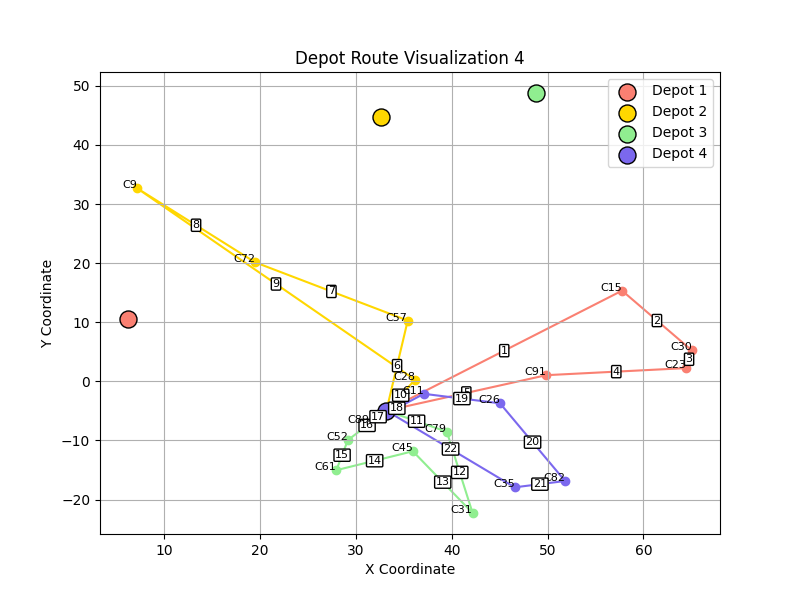 Depot Route Visualization 4
Depot 1
Depot 2
Depot 3
Depot 4
Y Coordinate
50
40
30
20
10
0
−10
−20
10
20
30
40
50
60
X Coordinate
C9
8
C72
9
7
C57
C15
2
1
C30
3
C23
6
C28
C91
4
5
10
C11
19
C26
18
17
C80
16
11
C79
C52
20
15
22
C45
14
C61
12
13
C35
21
C82
C31